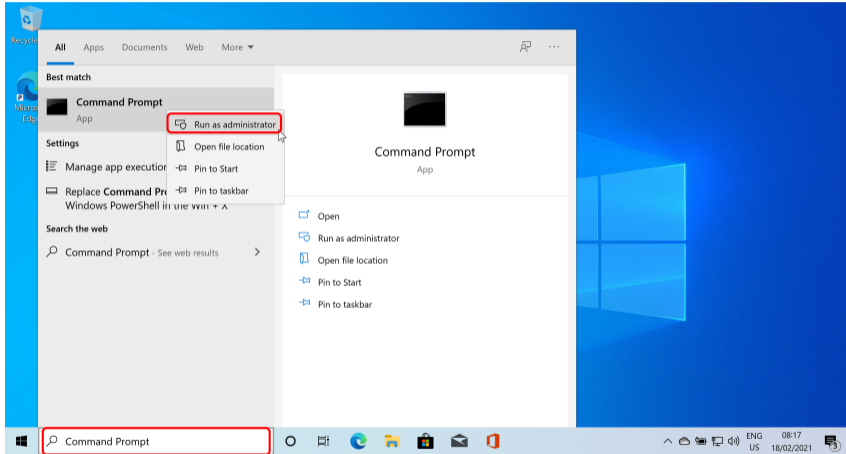 Recycle
Micros
Edg
All Apps Documents Web More
Best match
Command Prompt
App
Run as administrator
Open file location
Pin to Start
Pin to taskbar
Settings
Manage app execution
Replace Command Pr
Windows PowerShell in the Win + X
Search the web
Command Prompt - See web results
Command Prompt
App
Open
Run as administrator
Open file location
Pin to Start
Pin to taskbar
Command Prompt
ENG
US
08:17
18/02/2021
3